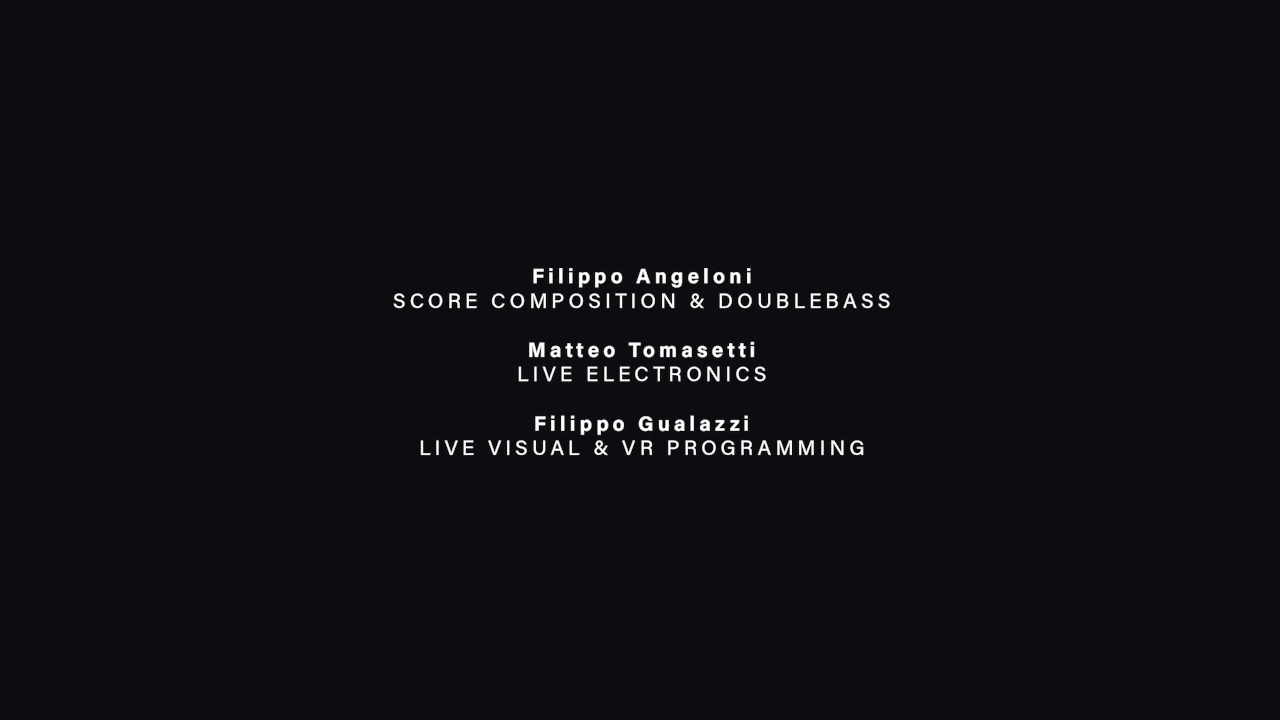 Filippo Angeloni
SCORE COMPOSITION & DOUBLEBASS
Matteo Tomasetti
LIVE ELECTRONICS
Filippo Gualazzi
LIVE VISUAL & VR PROGRAMMING